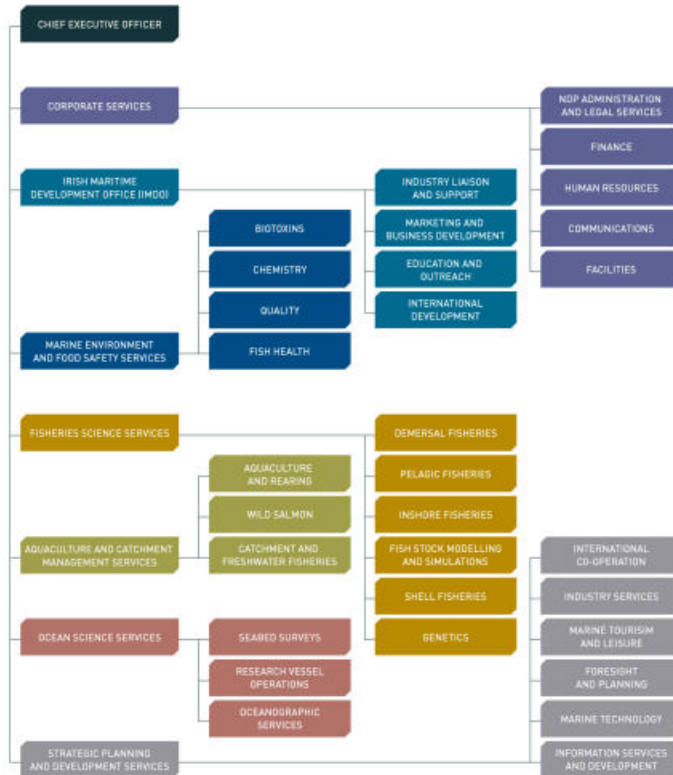 CHIEF EXECUTIVE OFFICER
CORPORATE SERVICES
NDP ADMINISTRATION
AND LEGAL SERVICES
FINANCE
HUMAN RESOURCES
COMMUNICATIONS
FACILITIES
IRISH MARITIME
DEVELOPMENT OFFICE (IMDO)
INDUSTRY LIAISON
AND SUPPORT
MARKETING AND
BUSINESS DEVELOPMENT
EDUCATION AND
OUTREACH
INTERNATIONAL
DEVELOPMENT
MARINE ENVIRONMENT
AND FOOD SAFETY SERVICES
BIOTOXINS
CHEMISTRY
QUALITY
FISH HEALTH
FISHERIES SCIENCE SERVICES
DEMERSAL FISHERIES
PELAGIC FISHERIES
INSHORE FISHERIES
FISH STOCK MODELLING
AND SIMULATIONS
SHELL FISHERIES
GENETICS
AQUACULTURE AND CATCHMENT
MANAGEMENT SERVICES
AQUACULTURE
AND REARING
WILD SALMON
CATCHMENT AND
FRESHWATER FISHERIES
OCEAN SCIENCE SERVICES
SEABED SURVEYS
RESEARCH VESSEL
OPERATIONS
OCEANOGRAPHIC
SERVICES
STRATEGIC PLANNING
AND DEVELOPMENT SERVICES
INTERNATIONAL
CO-OPERATION
INDUSTRY SERVICES
MARINE TOURISIM
AND LEISURE
FORESIGHT
AND PLANNING
MARINE TECHNOLOGY
INFORMATION SERVICES
AND DEVELOPMENT